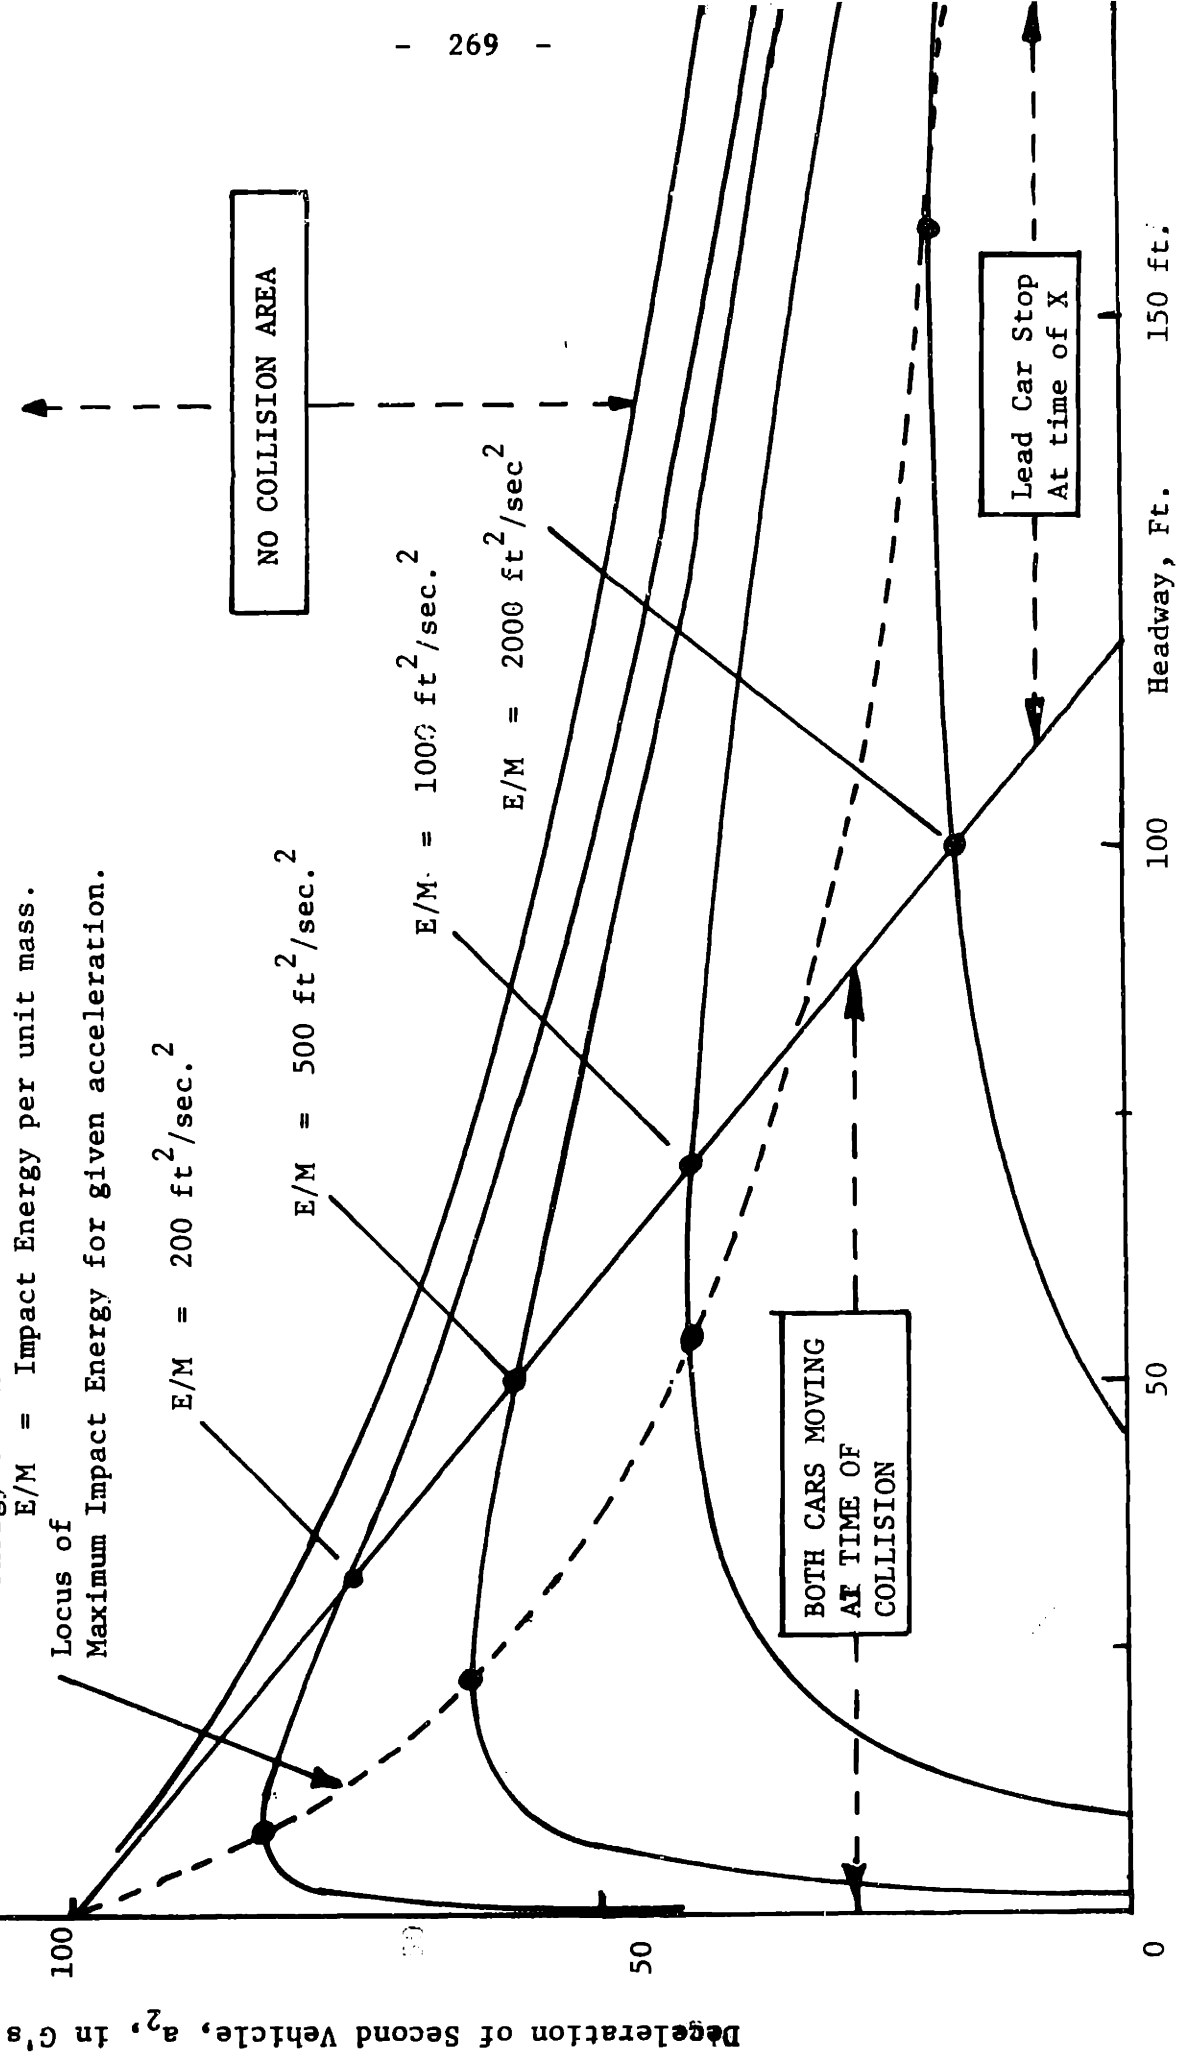 - 269 -
E/M = Impact Energy per unit mass.
Locus of
Maximum Impact Energy for given acceleration.
E/M = 200 ft²/sec.²
E/M = 500 ft²/sec.²
E/M = 1000 ft²/sec.²
E/M = 2000 ft²/sec²
NO COLLISION AREA
BOTH CARS MOVING
AT TIME OF
COLLISION
Lead Car Stop
At time of X
100
50
0
50
100
150 ft.
Headway, Ft.
Deceleration of Second Vehicle, a₂, in G's